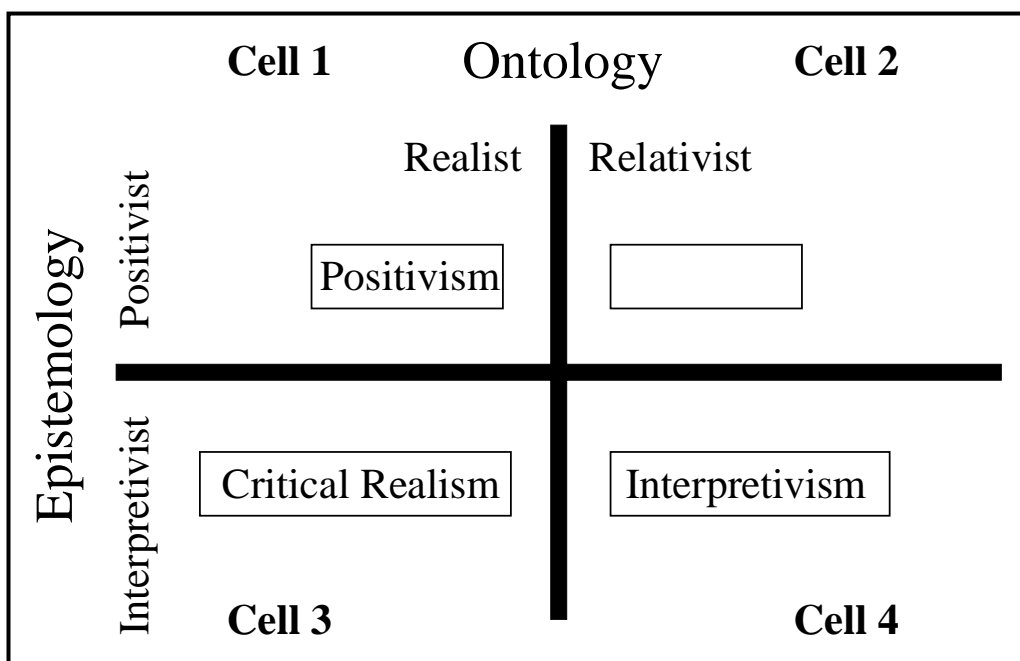 Cell 1
Ontology
Cell 2
Realist
Relativist
Epistemology
Positivist
Positivism
Interpretivist
Critical Realism
Interpretivism
Cell 3
Cell 4